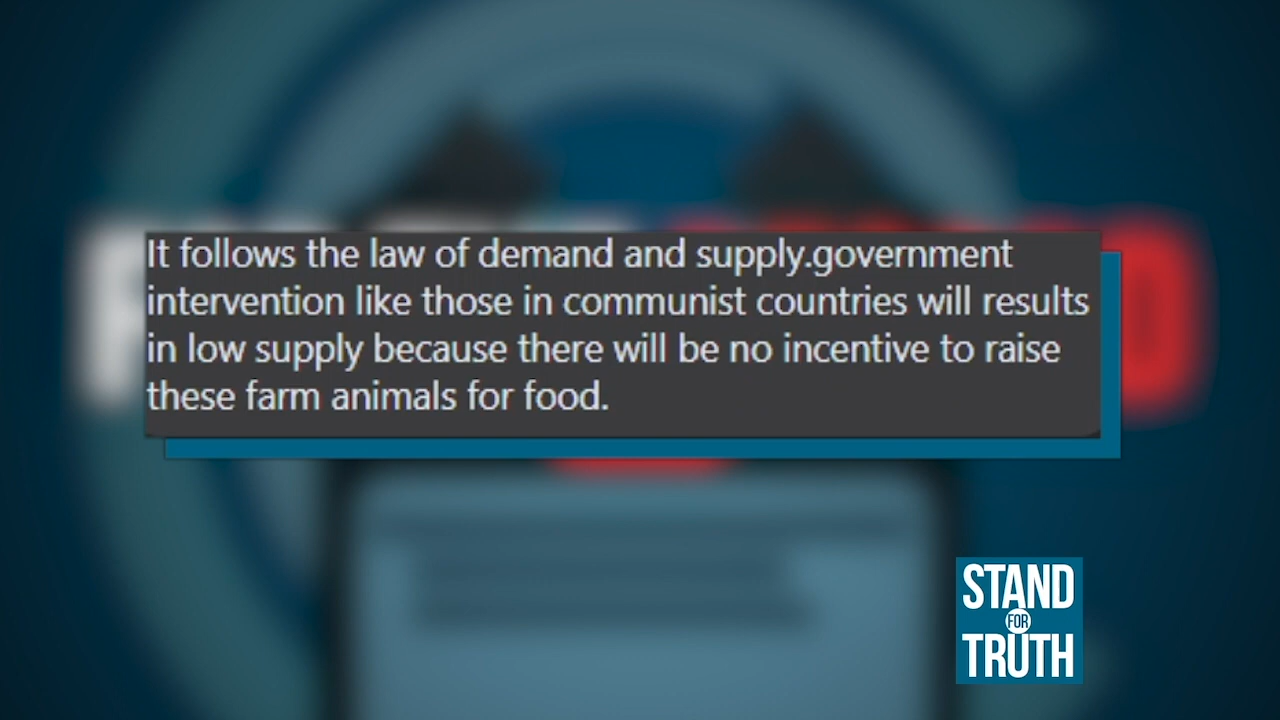 It follows the law of demand and supply.government
intervention like those in communist countries will results
in low supply because there will be no incentive to raise
these farm animals for food.
STAND
FOR
TRUTH